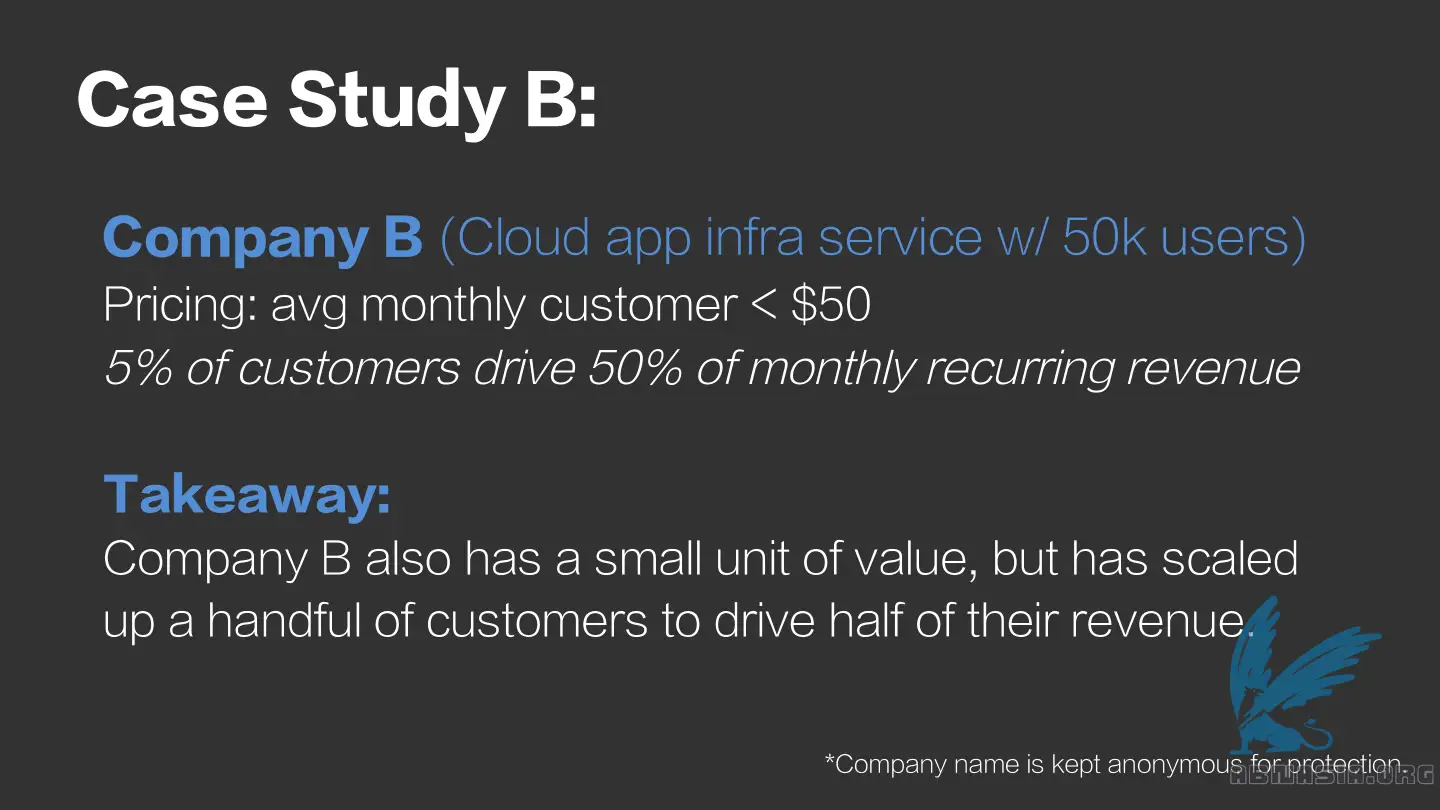 Case Study B:
Company B (Cloud app infra service w/ 50k users)
Pricing: avg monthly customer < $50
5% of customers drive 50% of monthly recurring revenue
Takeaway:
Company B also has a small unit of value, but has scaled
up a handful of customers to drive half of their revenue.
*Company name is kept anonymous for protection.
ABNASIA.ORG